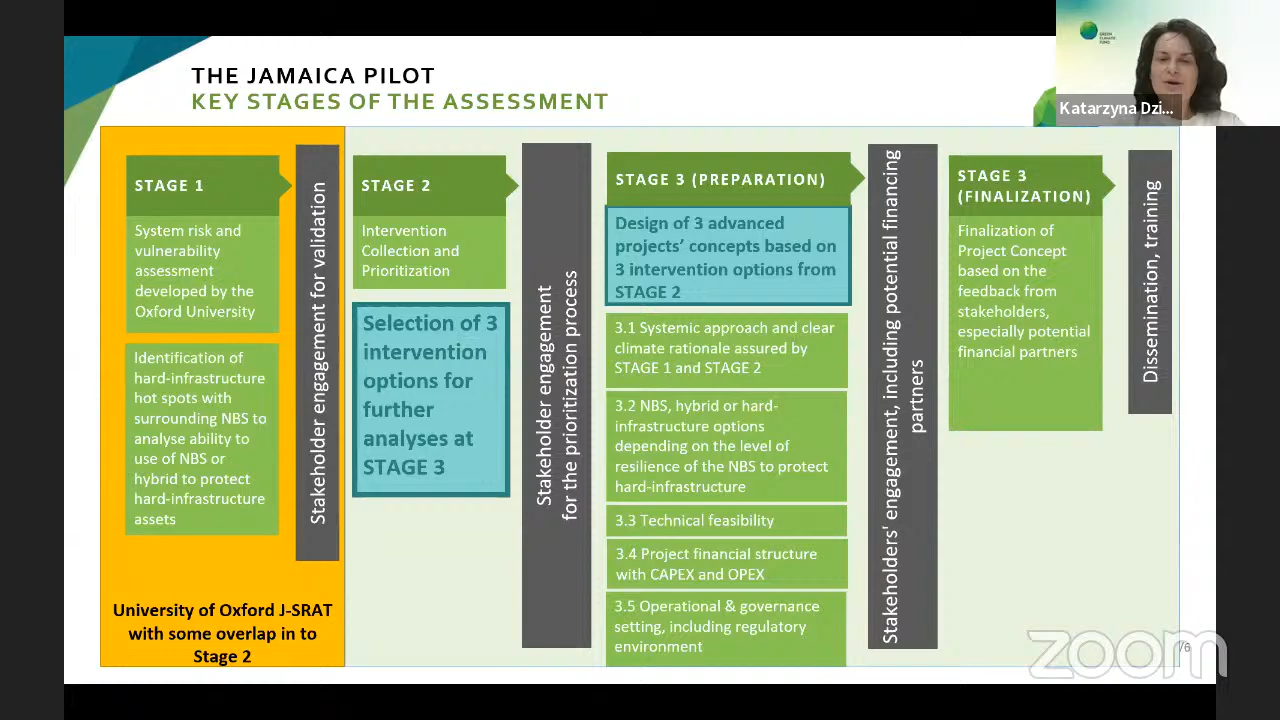 THE JAMAICA PILOT
KEY STAGES OF THE ASSESSMENT
GREEN
CLIMATE
FUND
Katarzyna Dzi...
STAGE 1
System risk and
vulnerability
assessment
developed by the
Oxford University
Identification of
hard-infrastructure
hot spots with
surrounding NBS to
analyse ability to
use of NBS or
hybrid to protect
hard-infrastructure
assets
University of Oxford J-SRAT
with some overlap in to
Stage 2
Stakeholder engagement for validation
STAGE 2
Intervention
Collection and
Prioritization
Selection of 3
intervention
options for
further
analyses at
STAGE 3
Stakeholder engagement
for the prioritization process
STAGE 3 (PREPARATION)
Design of 3 advanced
projects’ concepts based on
3 intervention options from
STAGE 2
3.1 Systemic approach and clear
climate rationale assured by
STAGE 1 and STAGE 2
3.2 NBS, hybrid or hard-
infrastructure options
depending on the level of
resilience of the NBS to protect
hard-infrastructure
3.3 Technical feasibility
3.4 Project financial structure
with CAPEX and OPEX
3.5 Operational & governance
setting, including regulatory
environment
Stakeholders' engagement, including potential financing
partners
STAGE 3
(FINALIZATION)
Finalization of
Project Concept
based on the
feedback from
stakeholders,
especially potential
financial partners
Dissemination, training
/6
zoom